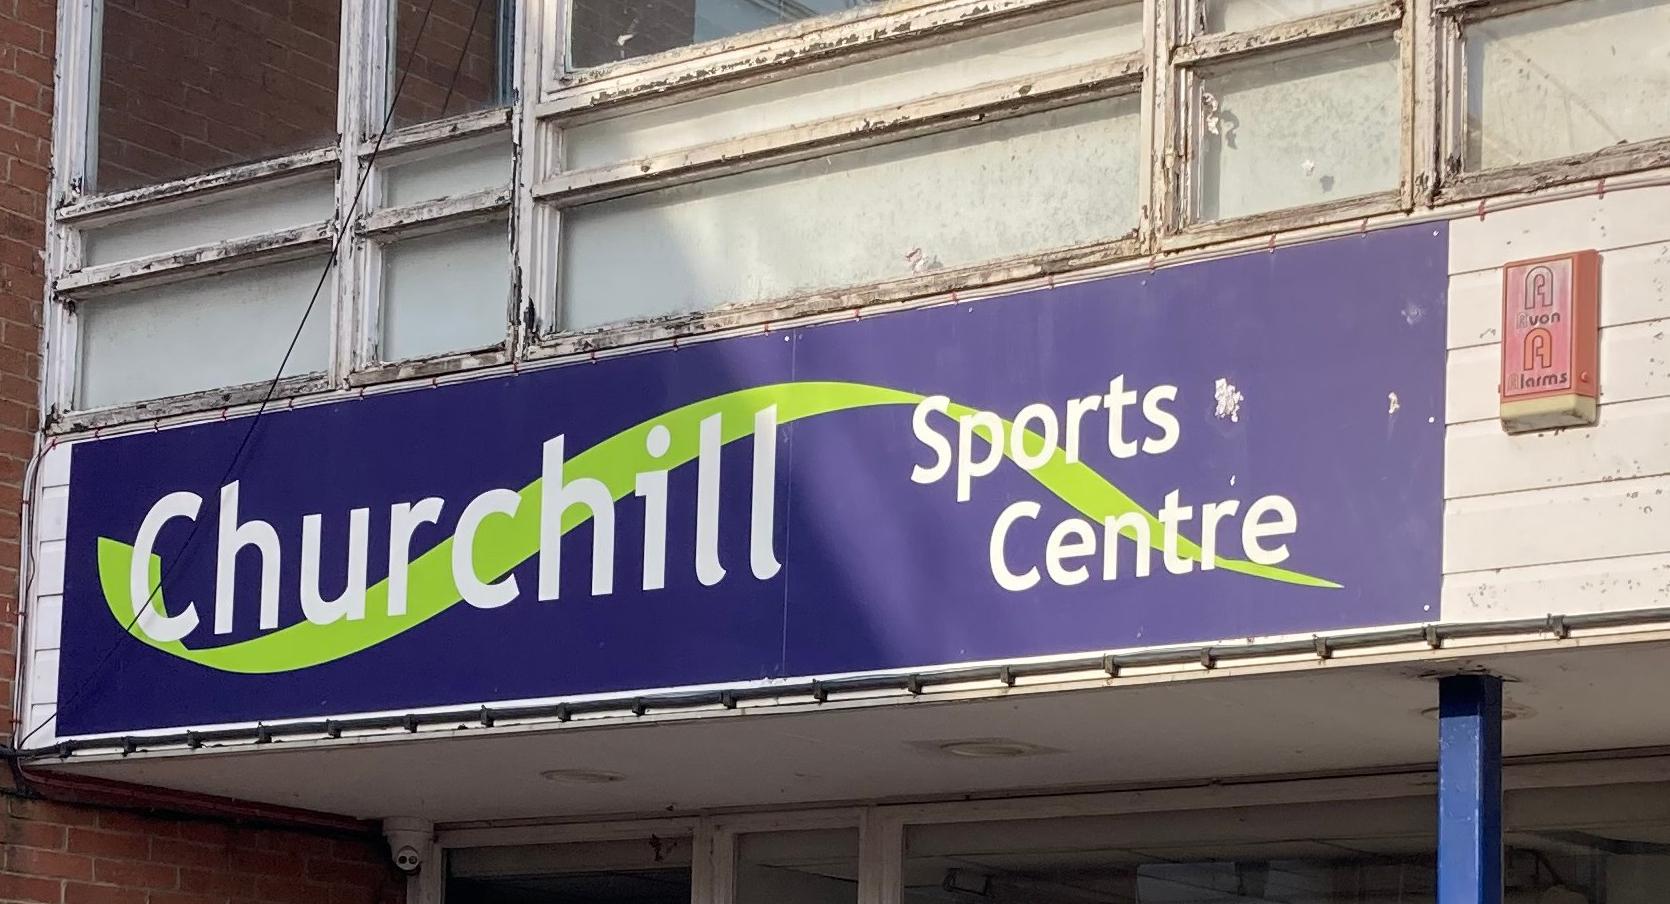 Churchill
Sports
Centre
A
Avon
A
Alarms